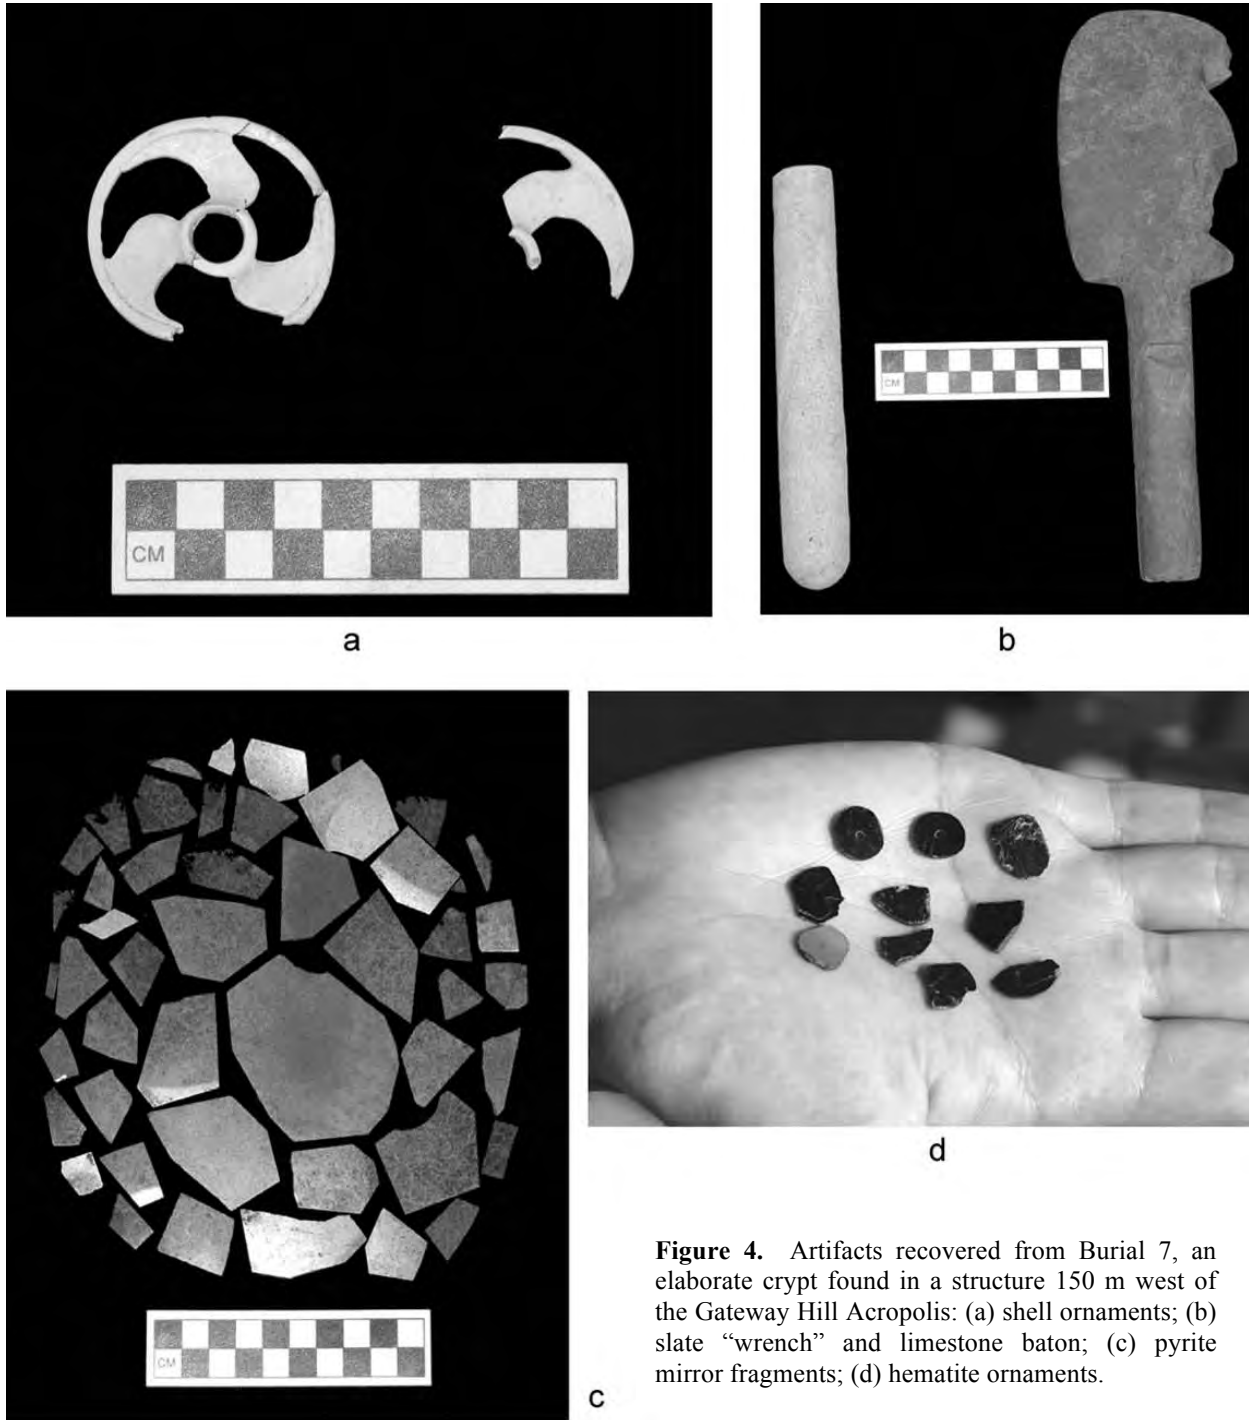 CM
a
CM
b
CM
c
d
Figure 4. Artifacts recovered from Burial 7, an
elaborate crypt found in a structure 150 m west of
the Gateway Hill Acropolis: (a) shell ornaments; (b)
slate “wrench” and limestone baton; (c) pyrite
mirror fragments; (d) hematite ornaments.